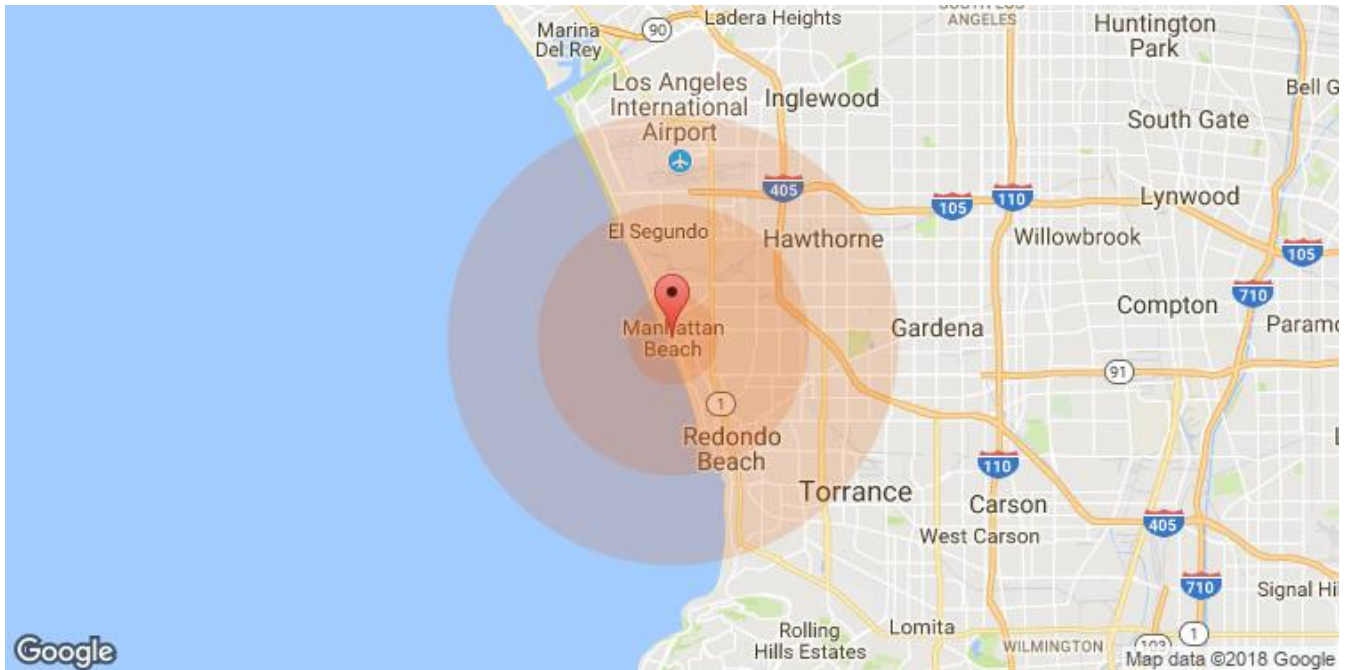 Marina
Del Rey
90
Ladera Heights
ANGELES
Huntington
Park
Los Angeles
International
Airport
Inglewood
Bell G
South Gate
405
105
110
Lynwood
El Segundo
Hawthorne
Willowbrook
105
710
Compton
Manhattan
Beach
Gardena
Paramo
91
1
Redondo
Beach
110
Torrance
Carson
405
West Carson
710
Signal Hi
Rolling
Hills Estates
Lomita
WILMINGTON
103
1
Google
Map data ©2018 Google